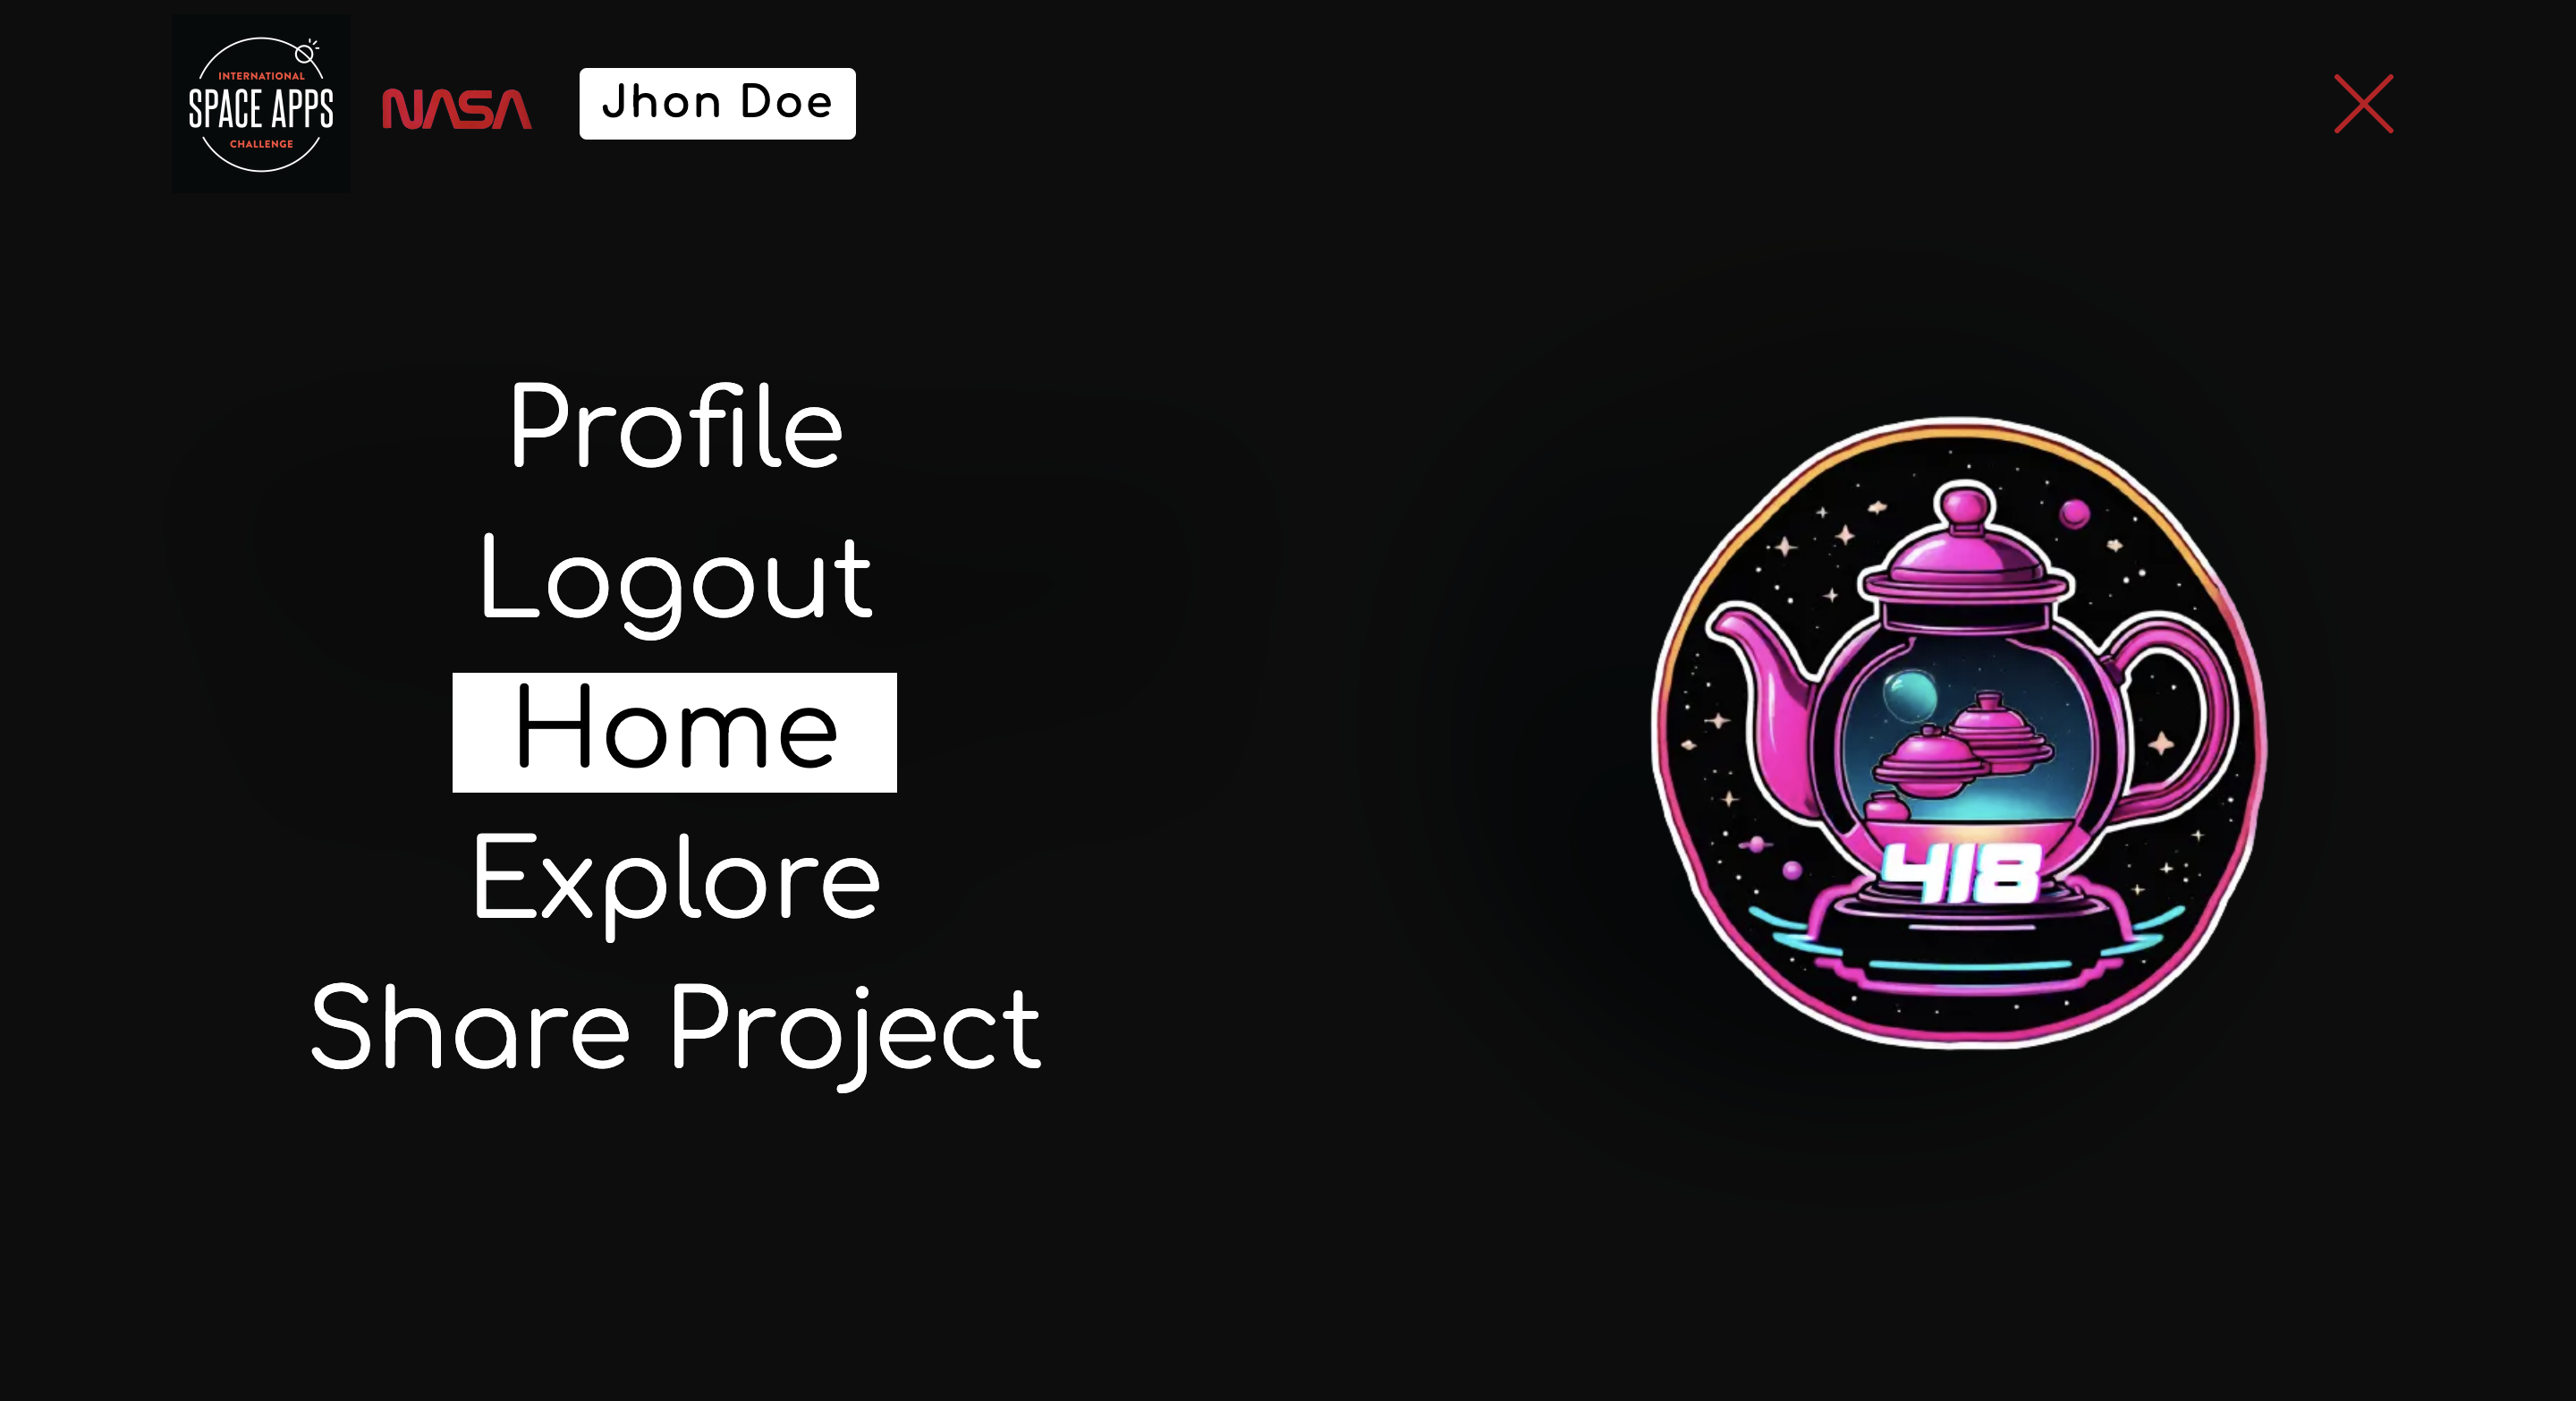 INTERNATIONAL
SPACE APPS
CHALLENGE
NASA
Jhon Doe
Profile
Logout
Home
Explore
Share Project
418